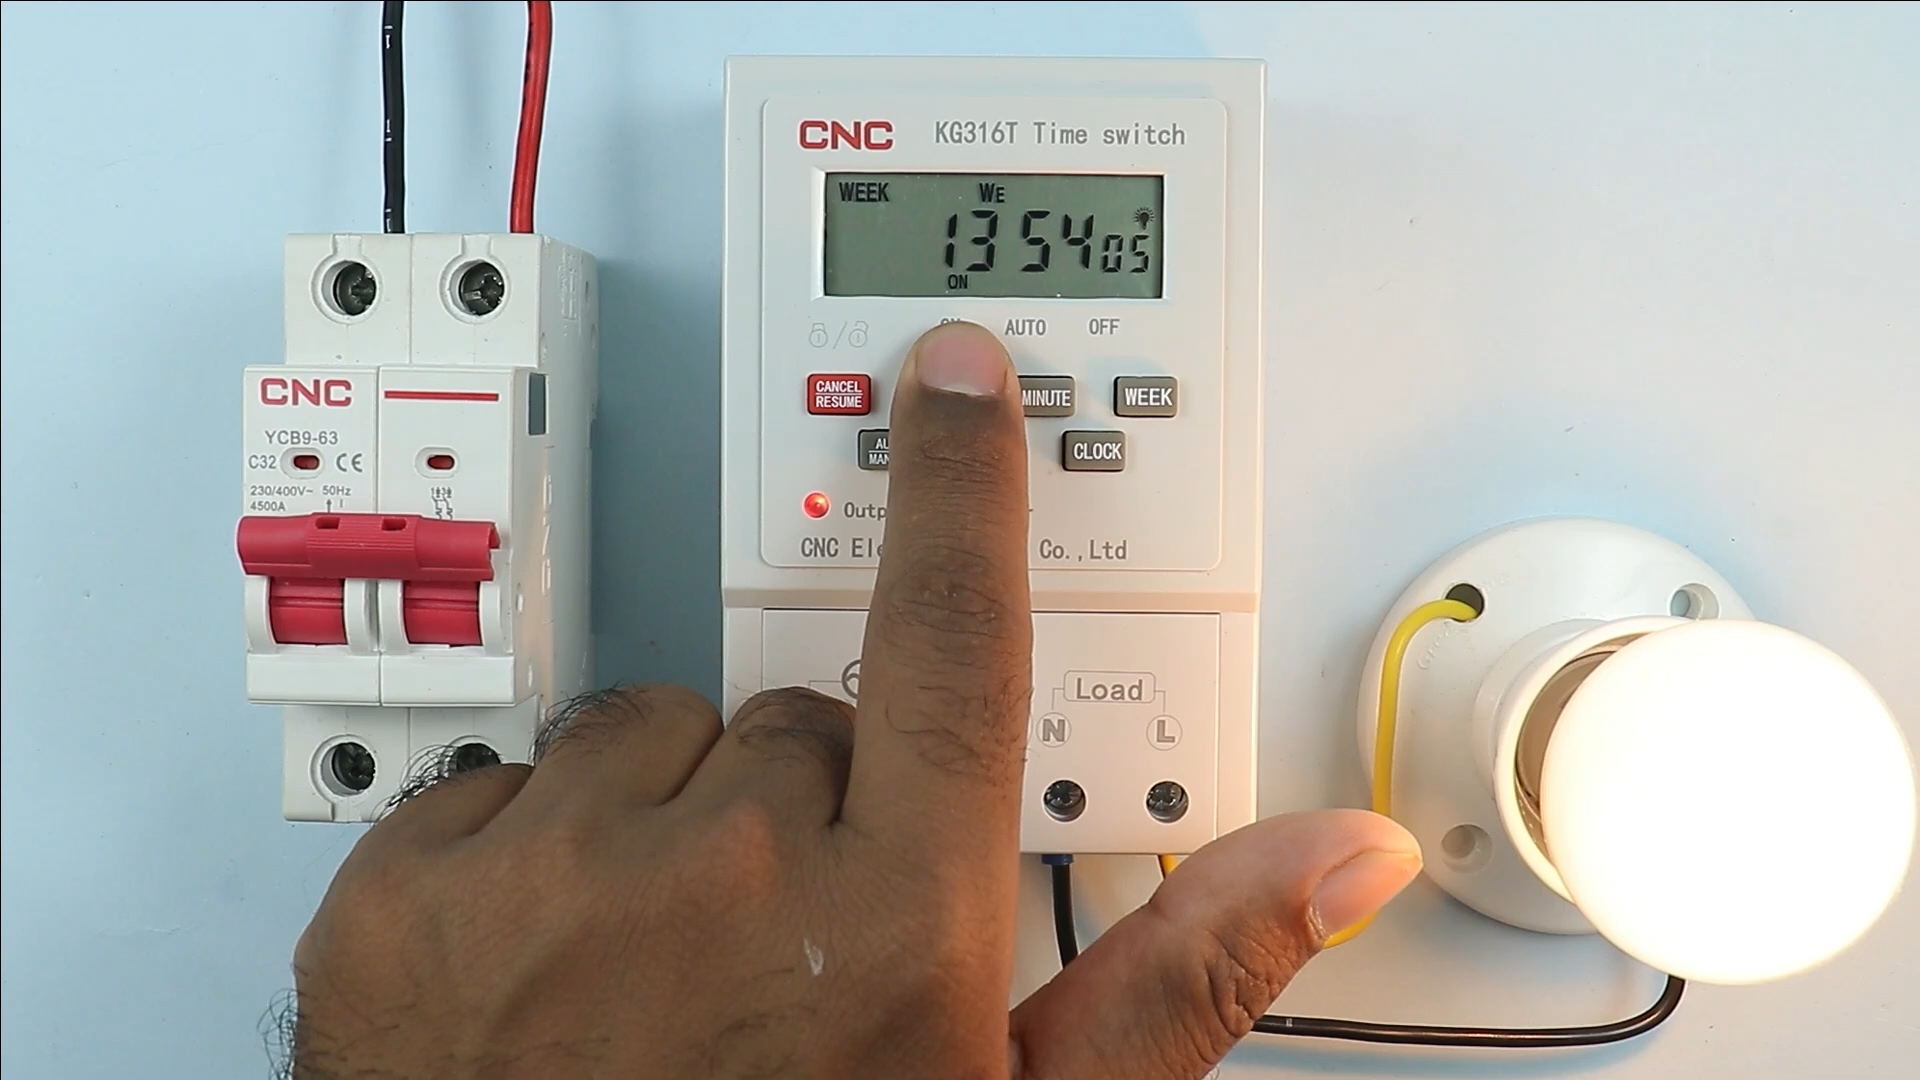 CNC
YCB9-63
C32 CE
230/400V~ 50Hz
4500A
CNC KG316T Time switch
WEEK WE
13 54 05
ON
AUTO OFF
CANCEL
RESUME
MINUTE
WEEK
CLOCK
CNC Co.,Ltd
Load
N L